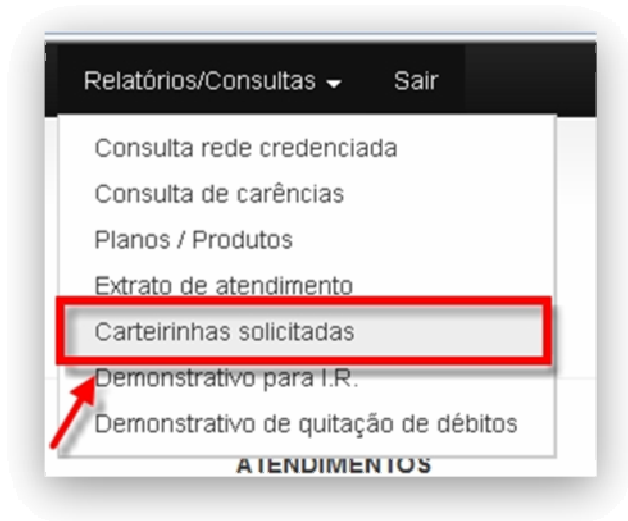 Relatórios/Consultas Sair
Consulta rede credenciada
Consulta de carências
Planos / Produtos
Extrato de atendimento
Carteirinhas solicitadas
Demonstrativo para I.R.
Demonstrativo de quitação de débitos
ATENDIMENTOS